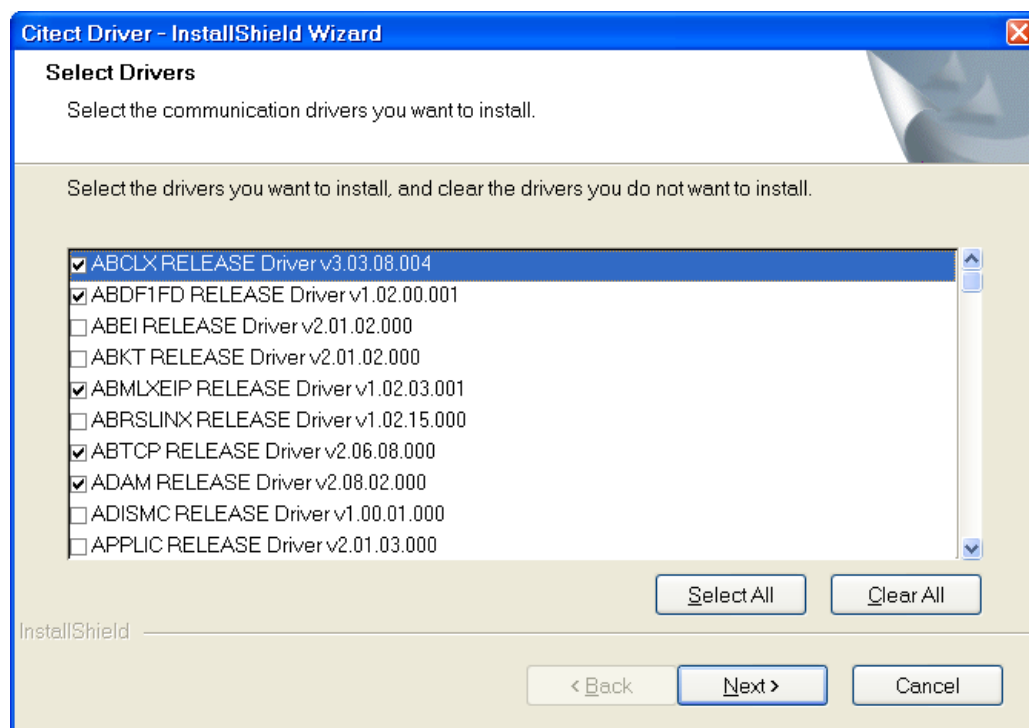 Citect Driver - InstallShield Wizard
Select Drivers
Select the communication drivers you want to install.
Select the drivers you want to install, and clear the drivers you do not want to install.
ABCLX RELEASE Driver v3.03.08.004
ABDF1FD RELEASE Driver v1.02.00.001
ABEI RELEASE Driver v2.01.02.000
ABKT RELEASE Driver v2.01.02.000
ABMLXEIP RELEASE Driver v1.02.03.001
ABRSLINX RELEASE Driver v1.02.15.000
ABTCP RELEASE Driver v2.06.08.000
ADAM RELEASE Driver v2.08.02.000
ADISMC RELEASE Driver v1.00.01.000
APPLIC RELEASE Driver v2.01.03.000
Select All Clear All
InstallShield
< Back Next > Cancel